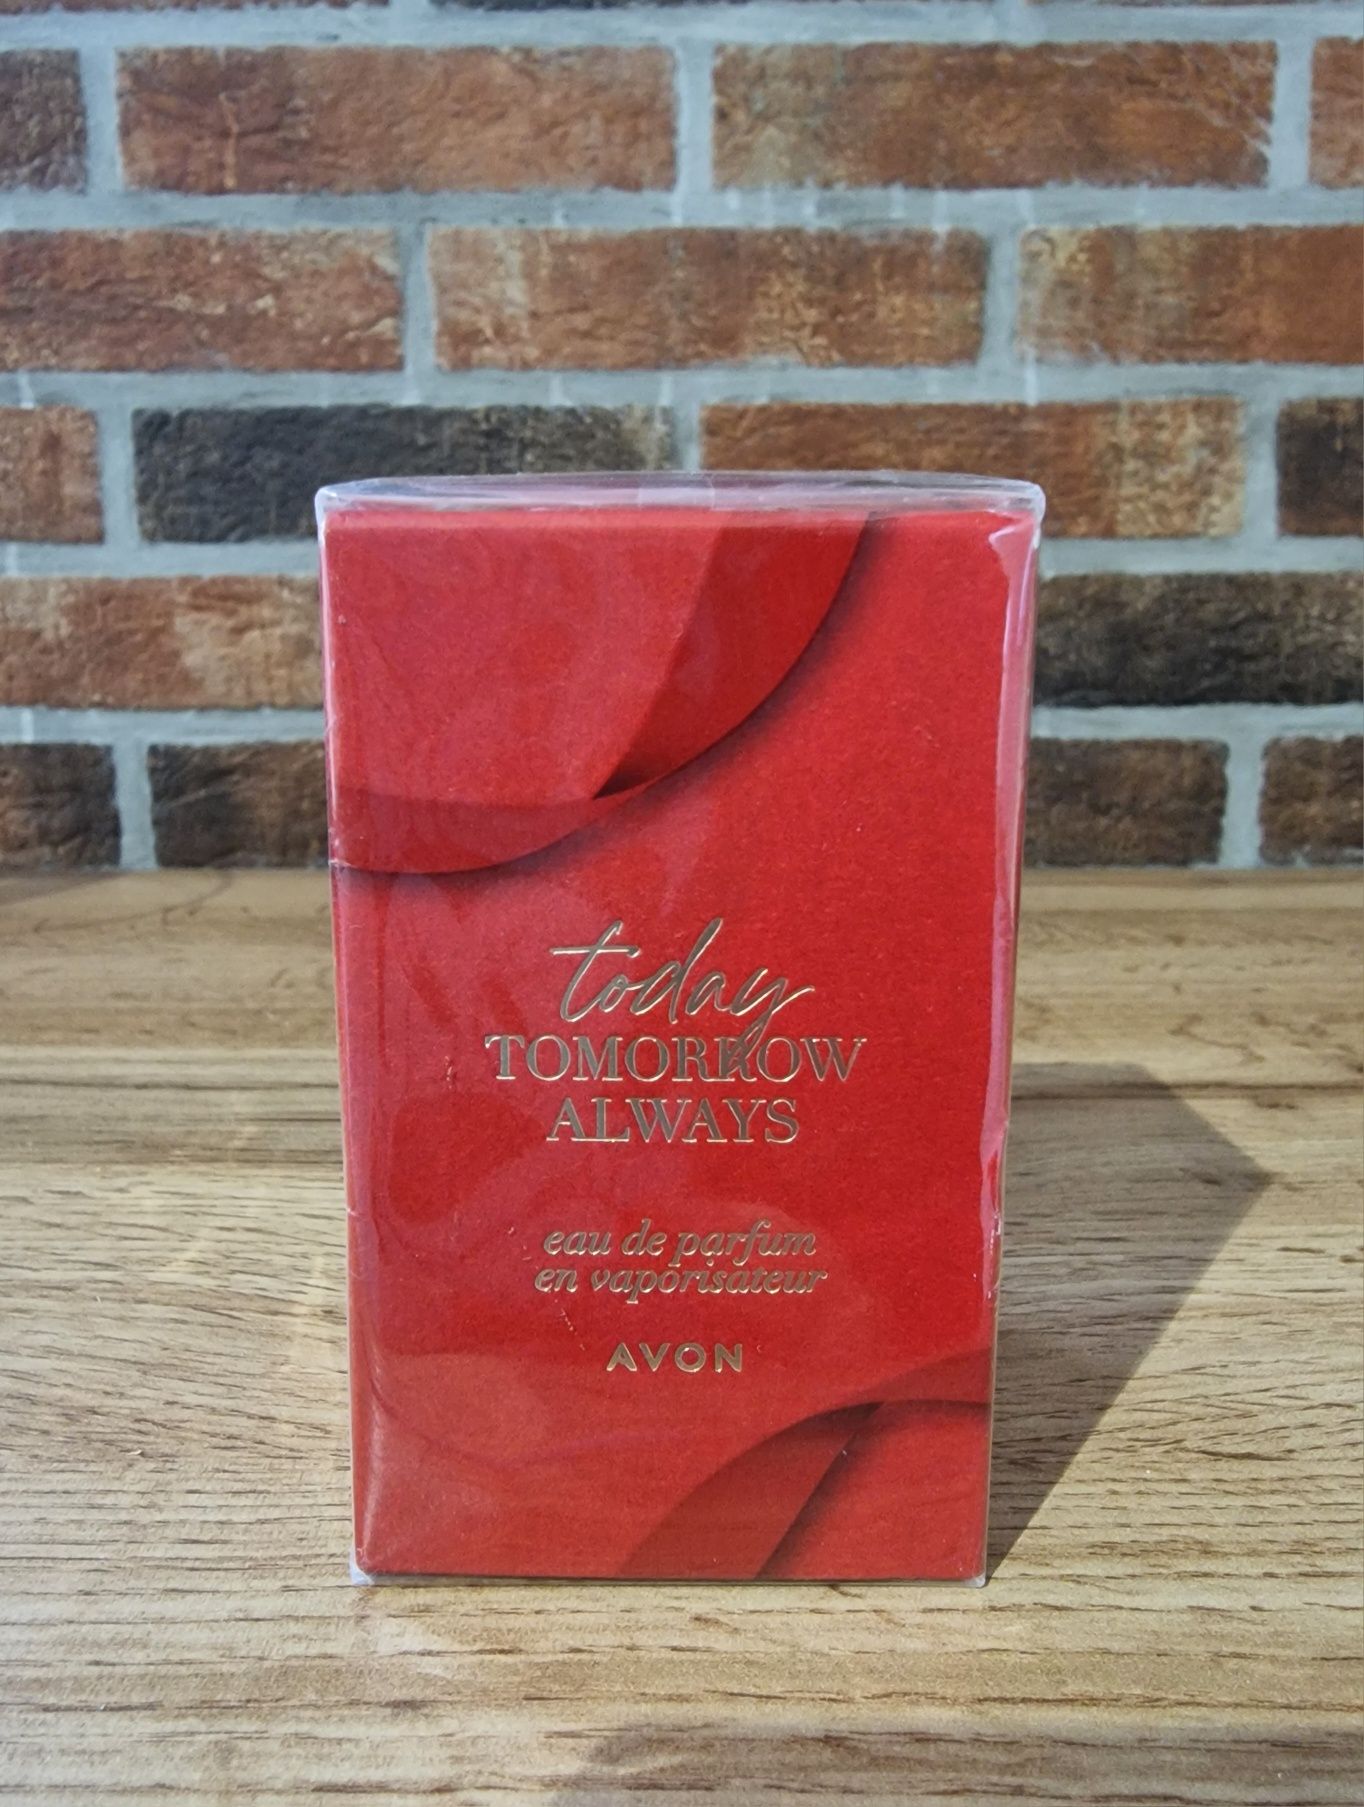 today
TOMORROW
ALWAYS
eau de parfum
en vaporisateur
AVON